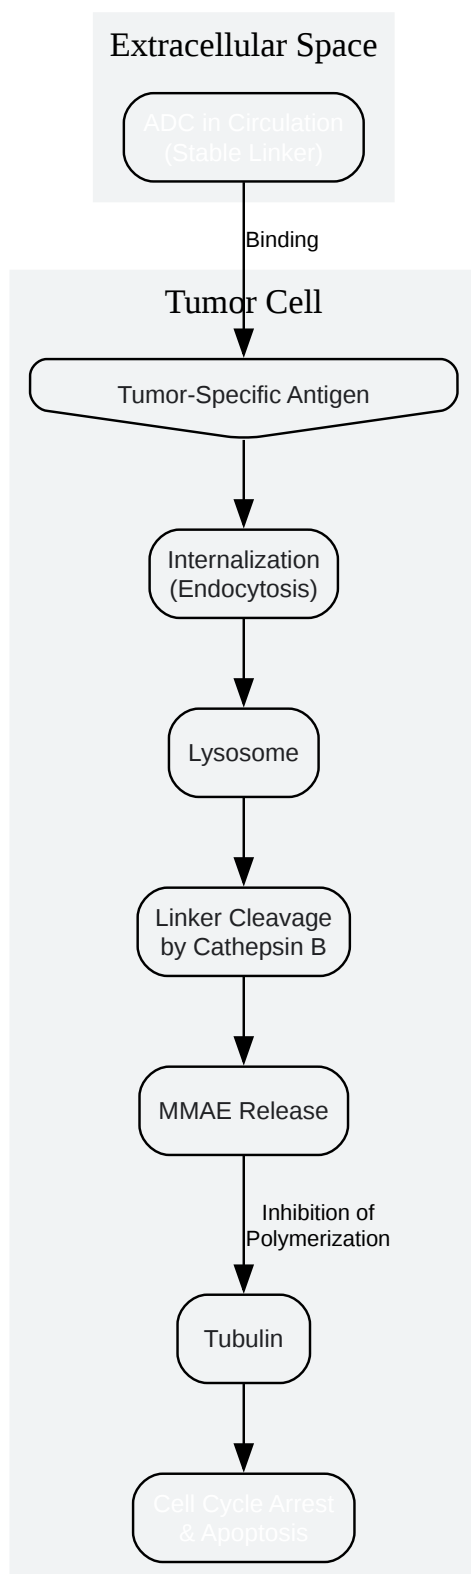 Extracellular Space
ADC in Circulation
(Stable Linker)
Binding
Tumor Cell
Tumor-Specific Antigen
Internalization
(Endocytosis)
Lysosome
Linker Cleavage
by Cathepsin B
MMAE Release
Inhibition of
Polymerization
Tubulin
Cell Cycle Arrest
& Apoptosis